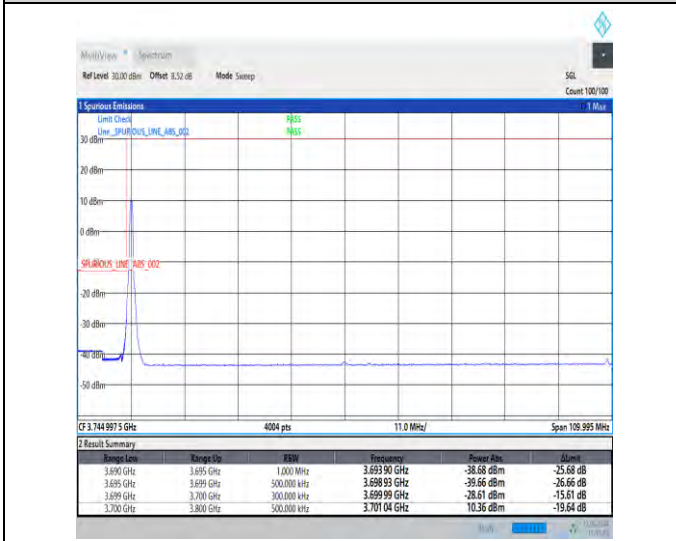 MultiView Spectrum
Ref Level 30.00 dBm Offset 8.52 dB Mode Sweep SGL
Count 100/100
1 Spurious Emissions 1 Max
Limit Check PASS
Line _SPURIOUS_LINE_ABS_002 PASS
30 dBm
20 dBm
10 dBm
0 dBm
_SPURIOUS_LINE_ABS_002
-20 dBm
-30 dBm
-40 dBm
-50 dBm
CF 3.744 997 5 GHz 4004 pts 11.0 MHz/ Span 109.995 MHz
2 Result Summary
Range Low Range Up RBW Frequency Power Abs ΔLimit
3.690 GHz 3.695 GHz 1.000 MHz 3.693 90 GHz -38.68 dBm -25.68 dB
3.695 GHz 3.699 GHz 500.000 kHz 3.698 93 GHz -39.66 dBm -26.66 dB
3.699 GHz 3.700 GHz 300.000 kHz 3.699 99 GHz -28.61 dBm -15.61 dB
3.700 GHz 3.800 GHz 500.000 kHz 3.701 04 GHz 10.36 dBm -19.64 dB